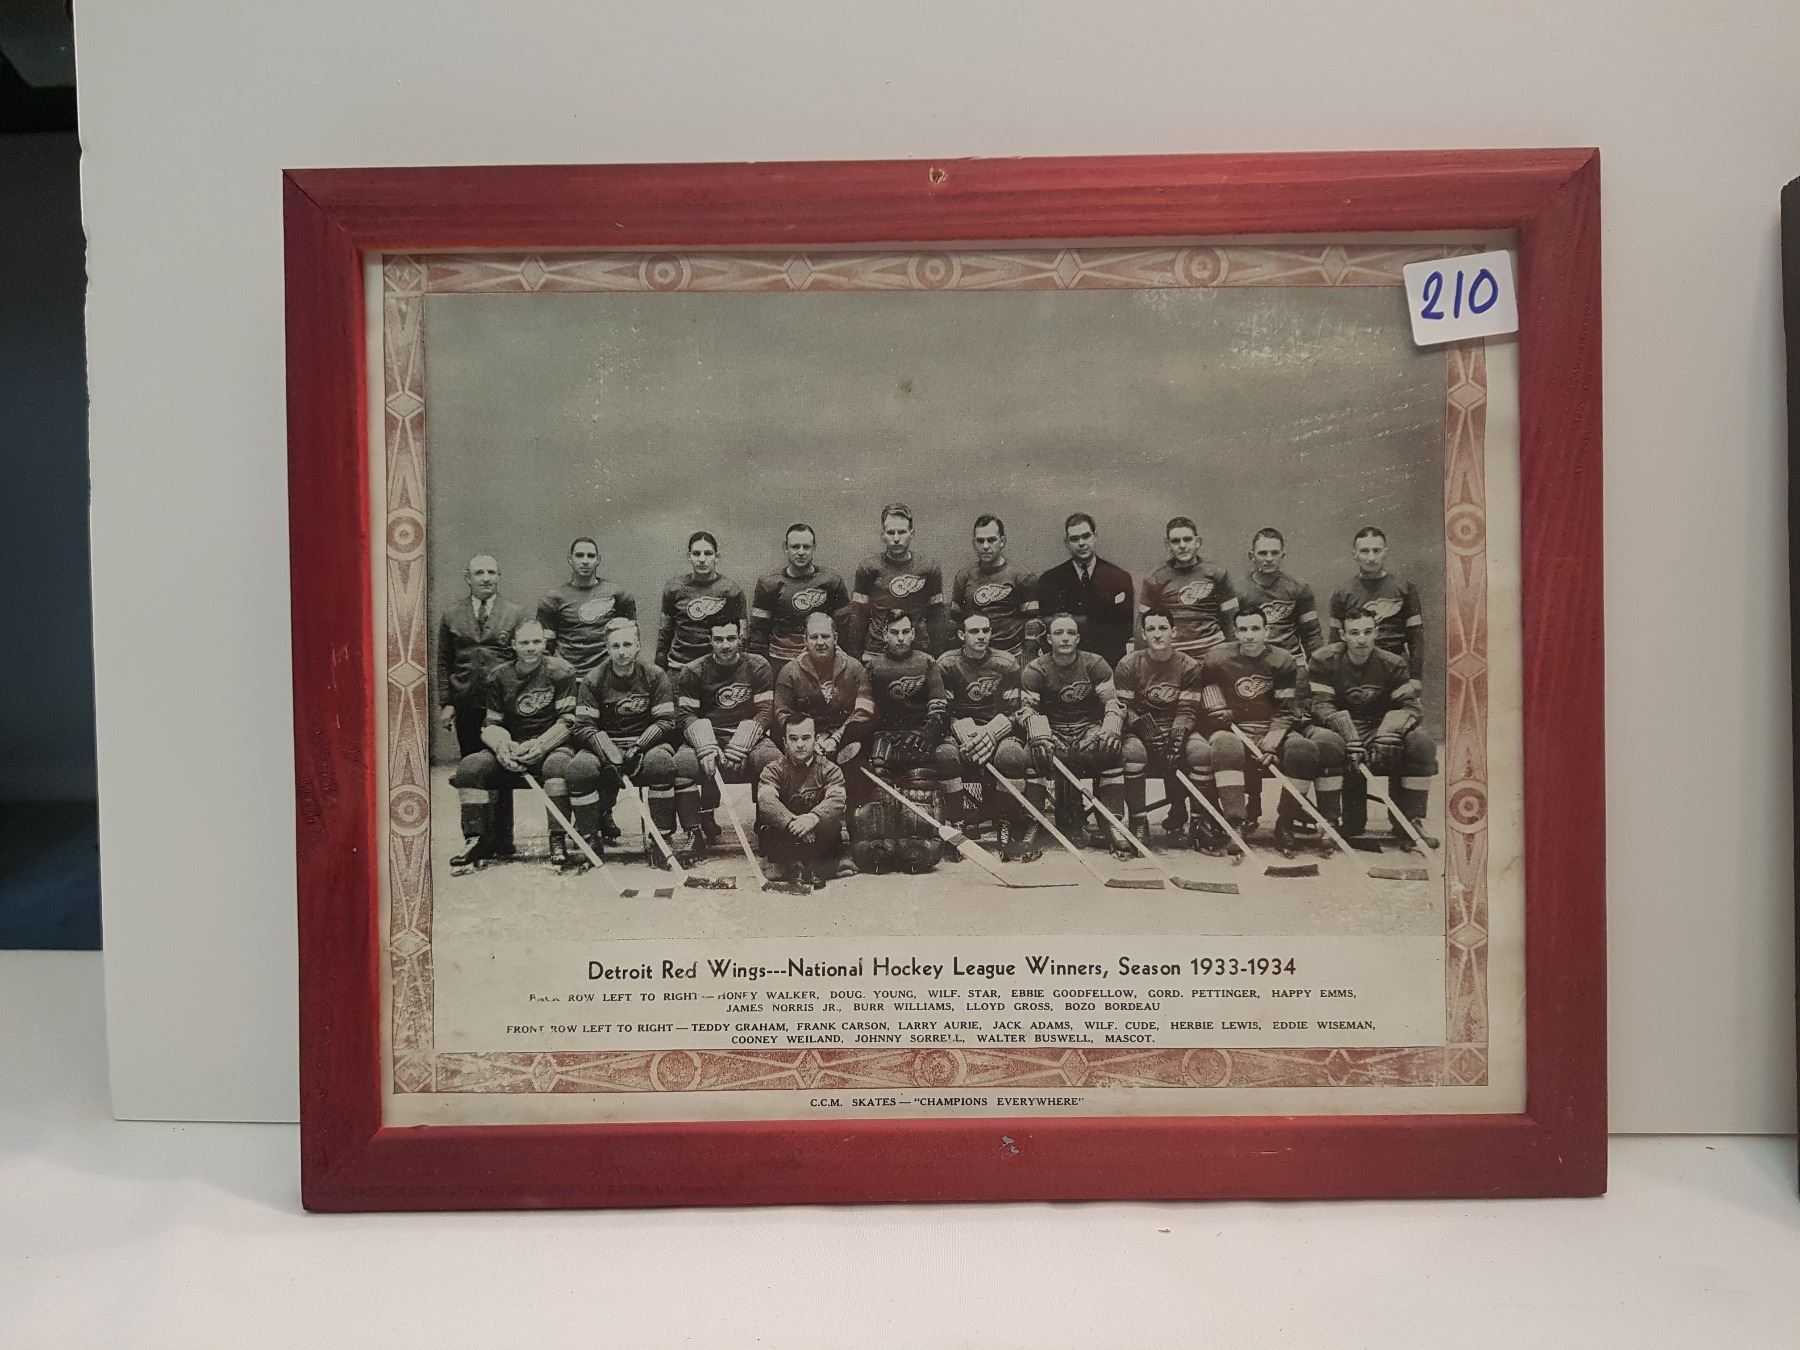 210
Detroit Red Wings---National Hockey League Winners, Season 1933-1934
BACK ROW LEFT TO RIGHT — HONEY WALKER, DOUG. YOUNG, WILF. STAR, EBBIE GOODFELLOW, GORD. PETTINGER, HAPPY EMMS,
JAMES NORRIS JR., BURR WILLIAMS, LLOYD GROSS, BOZO BORDEAU
FRONT ROW LEFT TO RIGHT — TEDDY GRAHAM, FRANK CARSON, LARRY AURIE, JACK ADAMS, WILF. CUDE, HERBIE LEWIS, EDDIE WISEMAN,
COONEY WEILAND, JOHNNY SORRELL, WALTER BUSWELL, MASCOT.
C.C.M. SKATES — "CHAMPIONS EVERYWHERE"